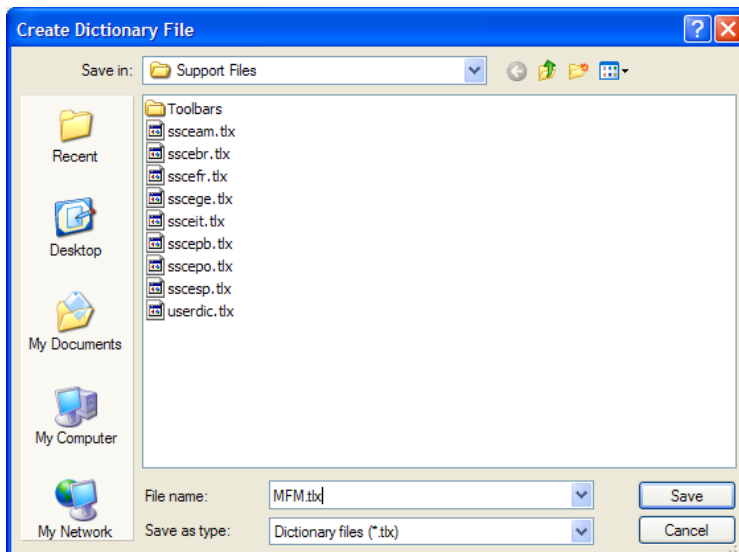 Create Dictionary File
Save in: Support Files
Toolbars
ssceam.tlx
sscebr.tlx
sscefr.tlx
sscege.tlx
ssceit.tlx
sscepb.tlx
sscepo.tlx
sscesp.tlx
userdic.tlx
Recent
Desktop
My Documents
My Computer
My Network
File name: MFM.tlx
Save
Save as type: Dictionary files (*.tlx)
Cancel